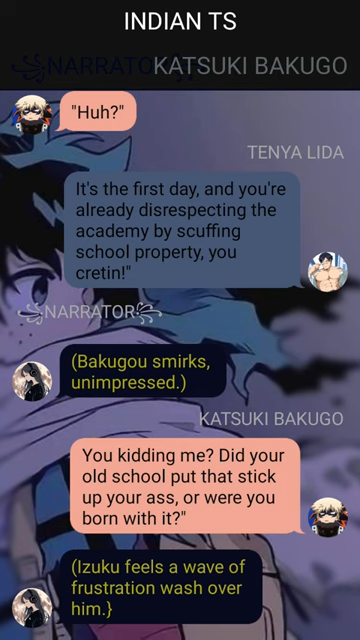 INDIAN TS
꧁NARRATOR꧂
KATSUKI BAKUGO
"Huh?"
TENYA LIDA
It's the first day, and you're
already disrespecting the
academy by scuffing
school property, you
cretin!"
꧁NARRATOR꧂
(Bakugou smirks,
unimpressed.)
KATSUKI BAKUGO
You kidding me? Did your
old school put that stick
up your ass, or were you
born with it?"
(Izuku feels a wave of
frustration wash over
him.}